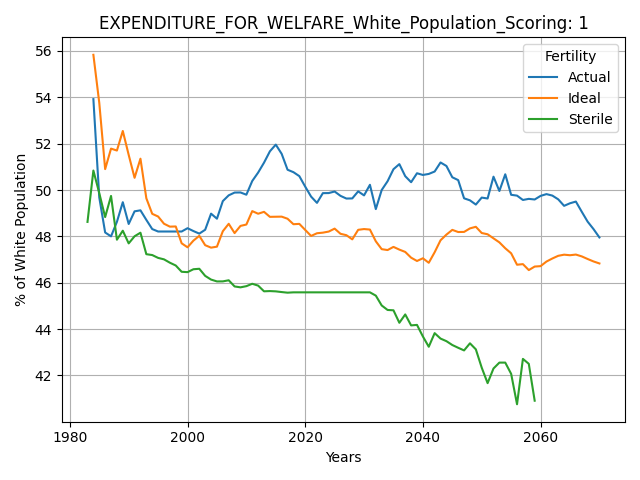 EXPENDITURE_FOR_WELFARE_White_Population_Scoring: 1
% of White Population
56
54
52
50
48
46
44
42
1980
2000
2020
2040
2060
Years
Fertility
Actual
Ideal
Sterile